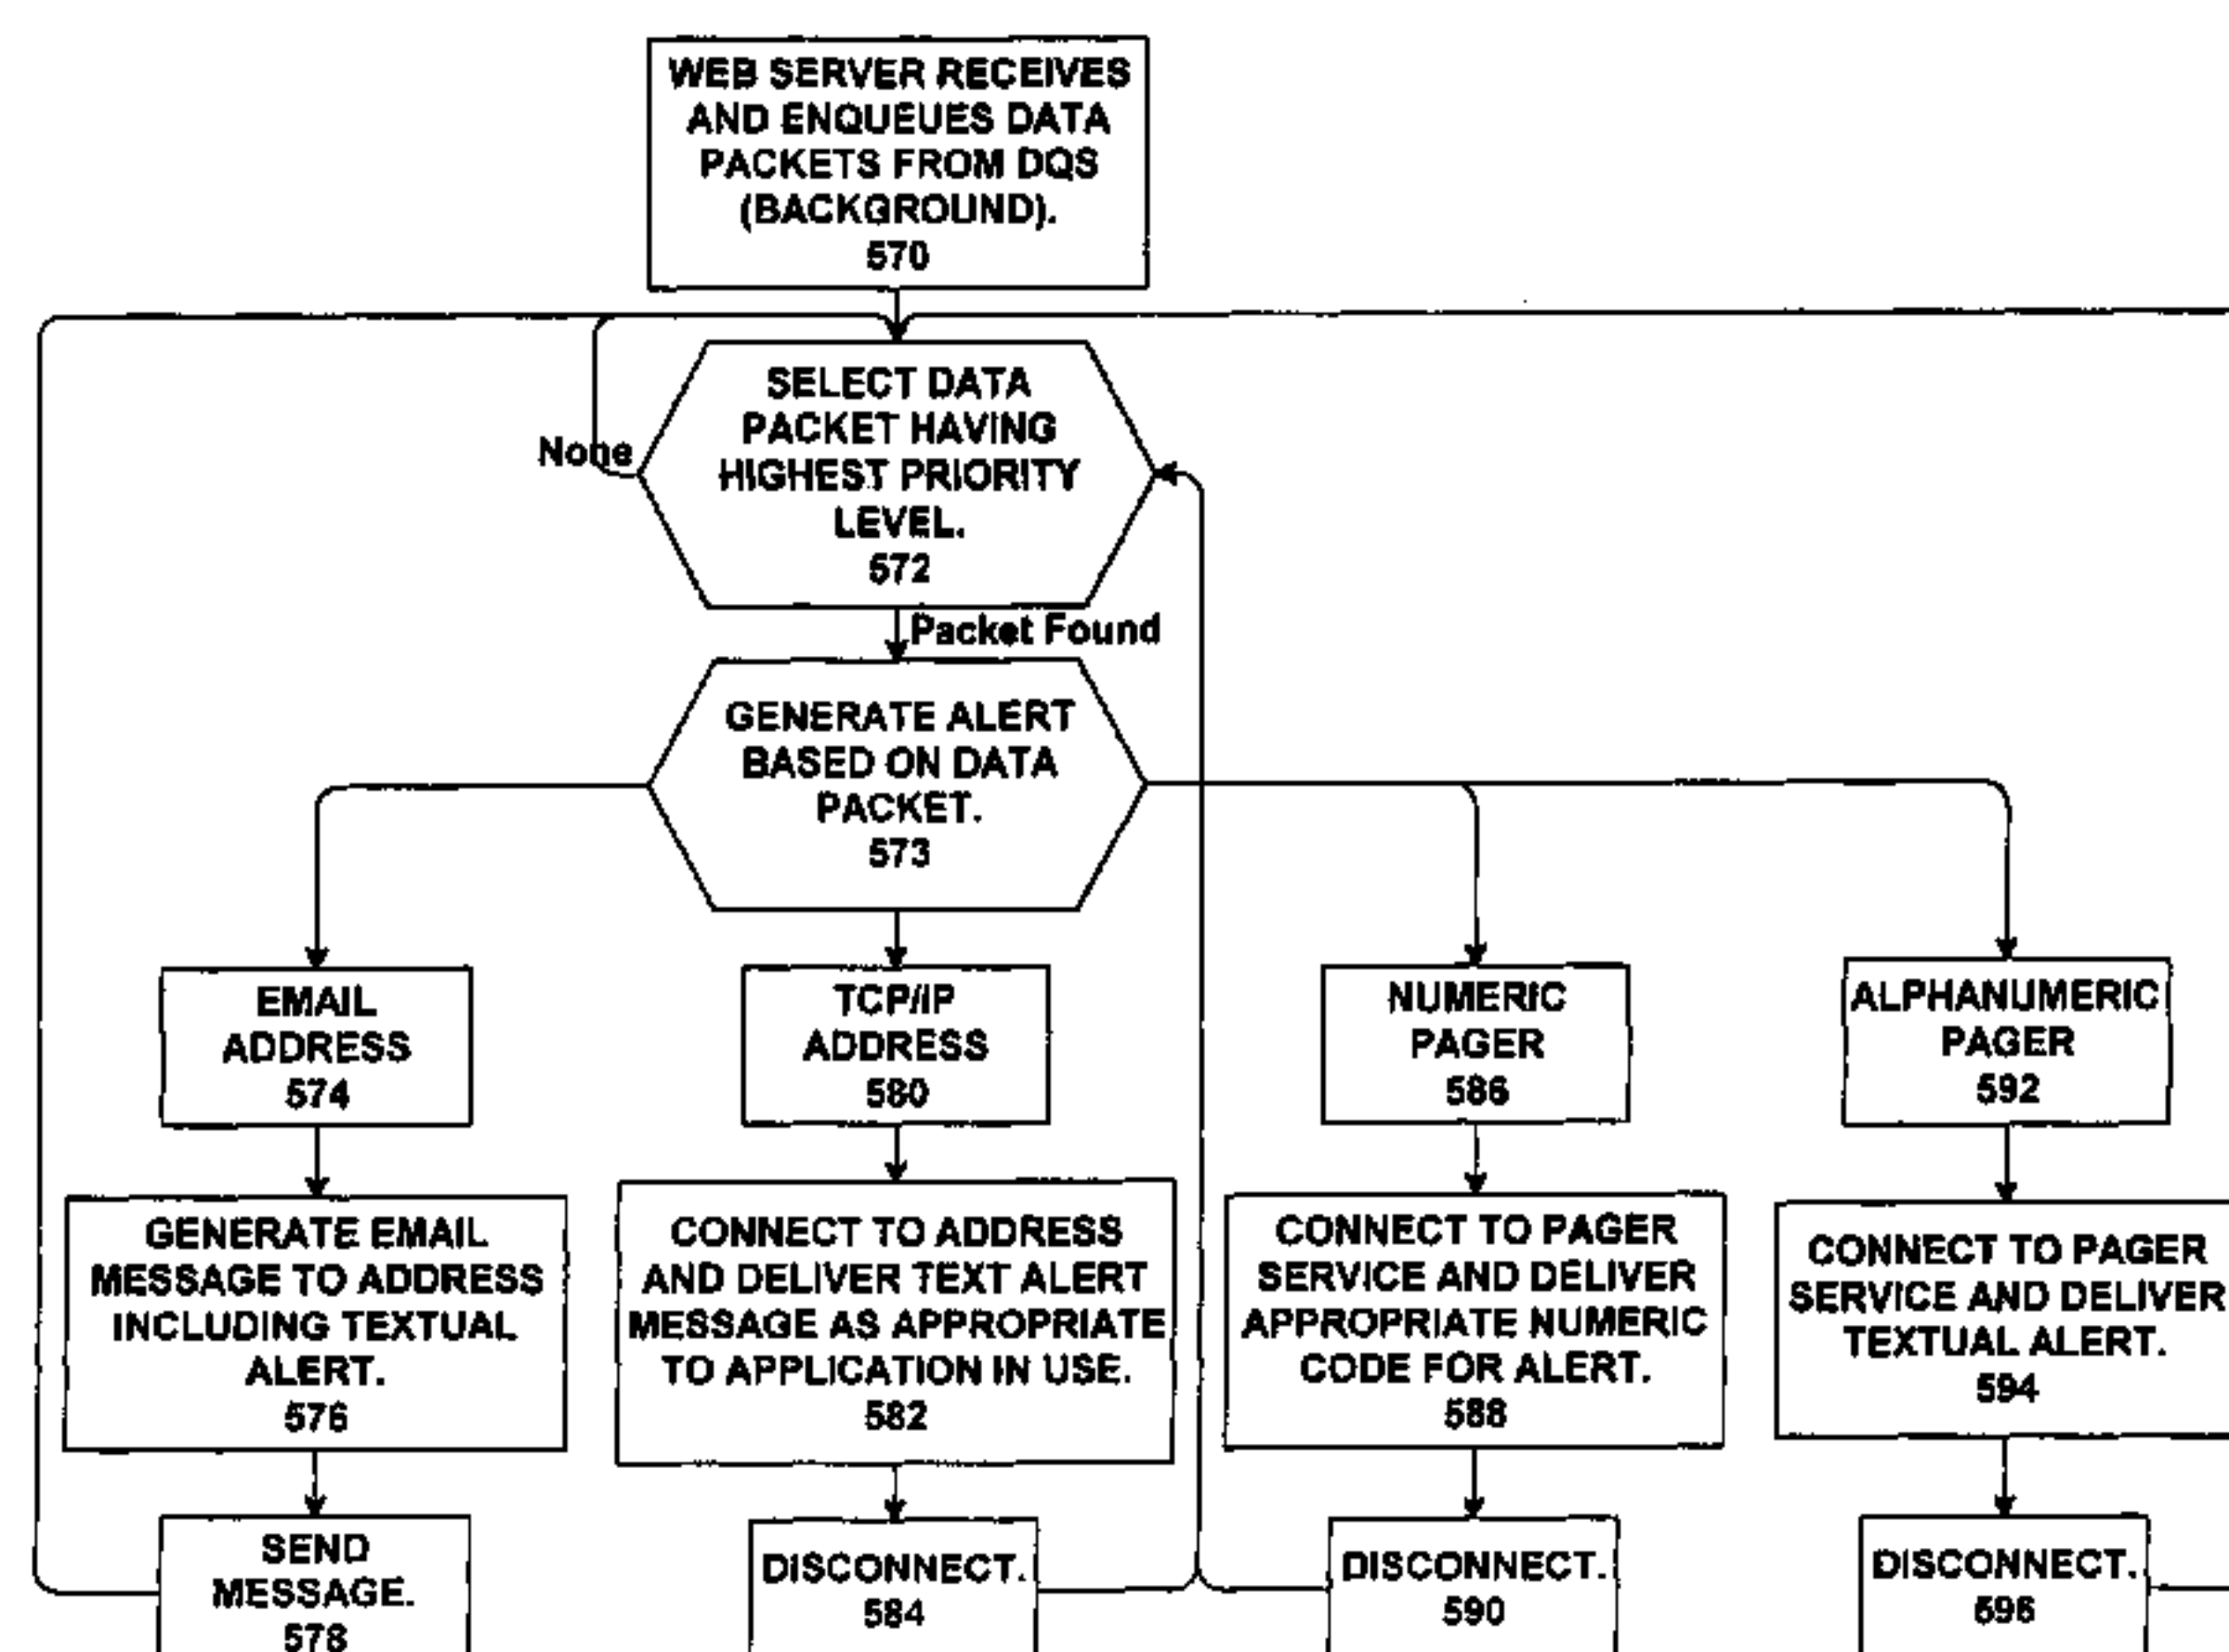 WEB SERVER RECEIVES
AND ENQUEUES DATA
PACKETS FROM DQS
(BACKGROUND).
570
SELECT DATA
PACKET HAVING
HIGHEST PRIORITY
LEVEL.
572
None
Packet Found
GENERATE ALERT
BASED ON DATA
PACKET.
573
EMAIL
ADDRESS
574
TCP/IP
ADDRESS
580
NUMERIC
PAGER
586
ALPHANUMERIC
PAGER
592
GENERATE EMAIL
MESSAGE TO ADDRESS
INCLUDING TEXTUAL
ALERT.
576
CONNECT TO ADDRESS
AND DELIVER TEXT ALERT
MESSAGE AS APPROPRIATE
TO APPLICATION IN USE.
582
CONNECT TO PAGER
SERVICE AND DELIVER
APPROPRIATE NUMERIC
CODE FOR ALERT.
588
CONNECT TO PAGER
SERVICE AND DELIVER
TEXTUAL ALERT.
594
SEND
MESSAGE.
578
DISCONNECT.
584
DISCONNECT.
590
DISCONNECT.
596